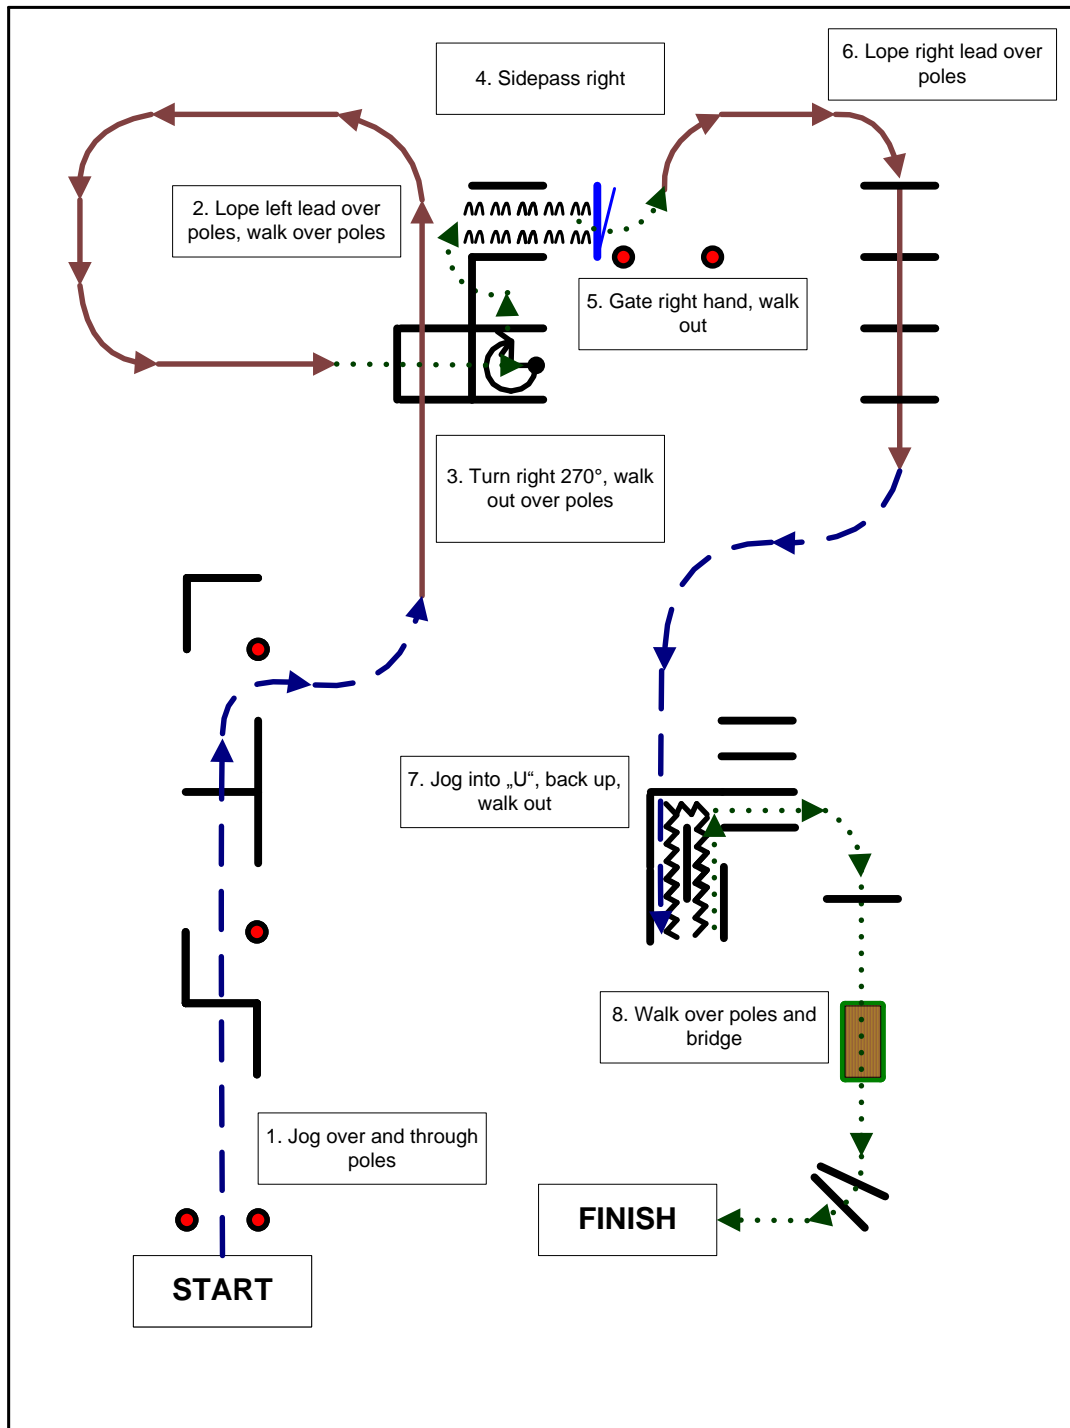 4. Sidepass right
6. Lope right lead over
poles
2. Lope left lead over
poles, walk over poles
5. Gate right hand, walk
out
3. Turn right 270°, walk
out over poles
7. Jog into „U“, back up,
walk out
8. Walk over poles and
bridge
1. Jog over and through
poles
FINISH
START